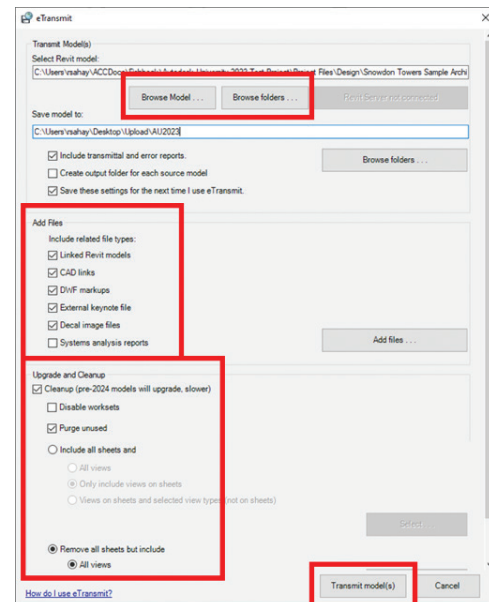 eTransmit
Transmit Model(s)
Select Revit model:
C:\Users\rsahay\ACCDocs\ Autodesk University 2023 Test Project\Project Files\Design\Snowdon Towers Sample Archi
Browse Model . . . Browse folders . . . Revit Server not connected
Save model to:
C:\Users\rsahay\Desktop\Upload\AU2023
Include transmittal and error reports.
Browse folders . . .
Create output folder for each source model
Save these settings for the next time I use eTransmit.
Add Files
Include related file types:
Linked Revit models
CAD links
DWF markups
External keynote file
Decal image files
Systems analysis reports
Add files . . .
Upgrade and Cleanup
Cleanup (pre-2024 models will upgrade, slower)
Disable worksets
Purge unused
Include all sheets and
All views
Only include views on sheets
Views on sheets and selected view types (not on sheets)
Select...
Remove all sheets but include
All views
How do I use eTransmit?
Transmit model(s) Cancel